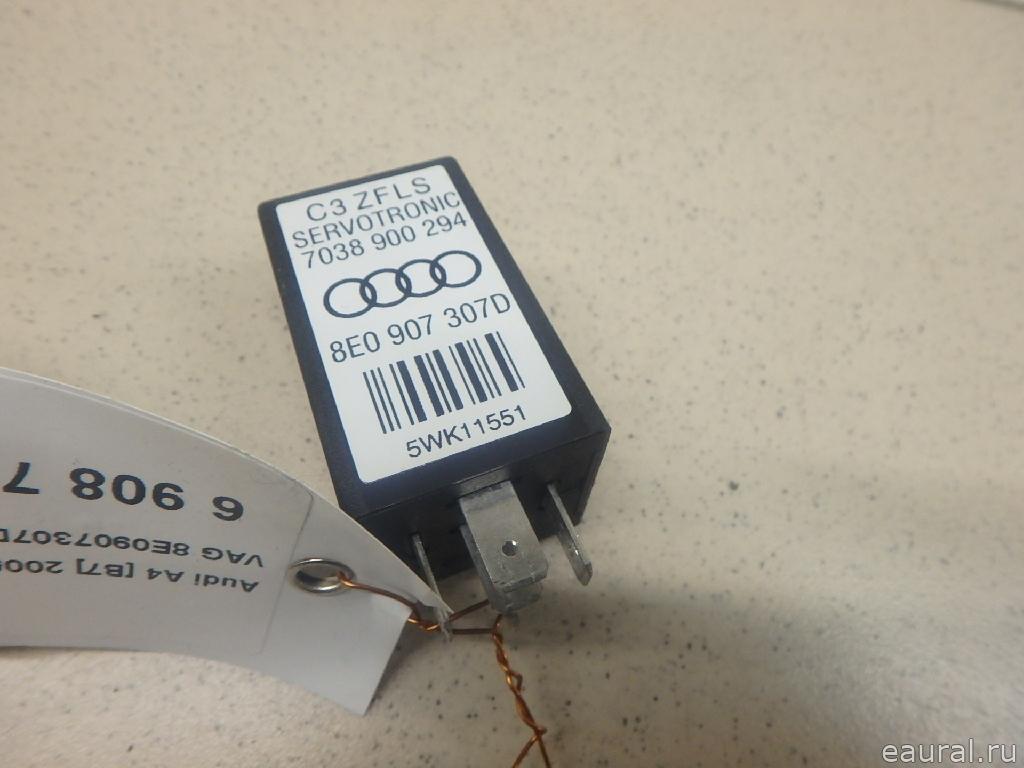 C3 ZFLS
SERVOTRONIC
7038 900 294
8E0 907 307D
5WK11551
Audi A4 [B7]
VAG 8E0907307D
6 908 7
eaural.ru